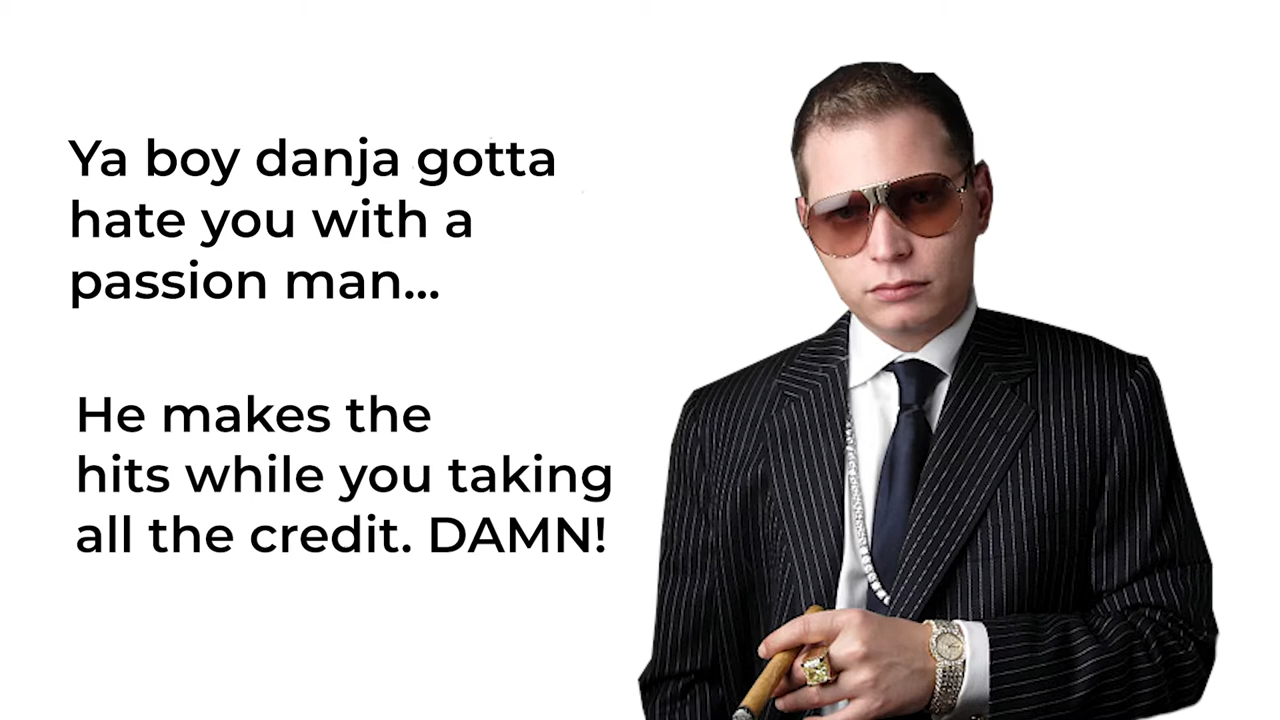 Ya boy danja gotta
hate you with a
passion man...
He makes the
hits while you taking
all the credit. DAMN!